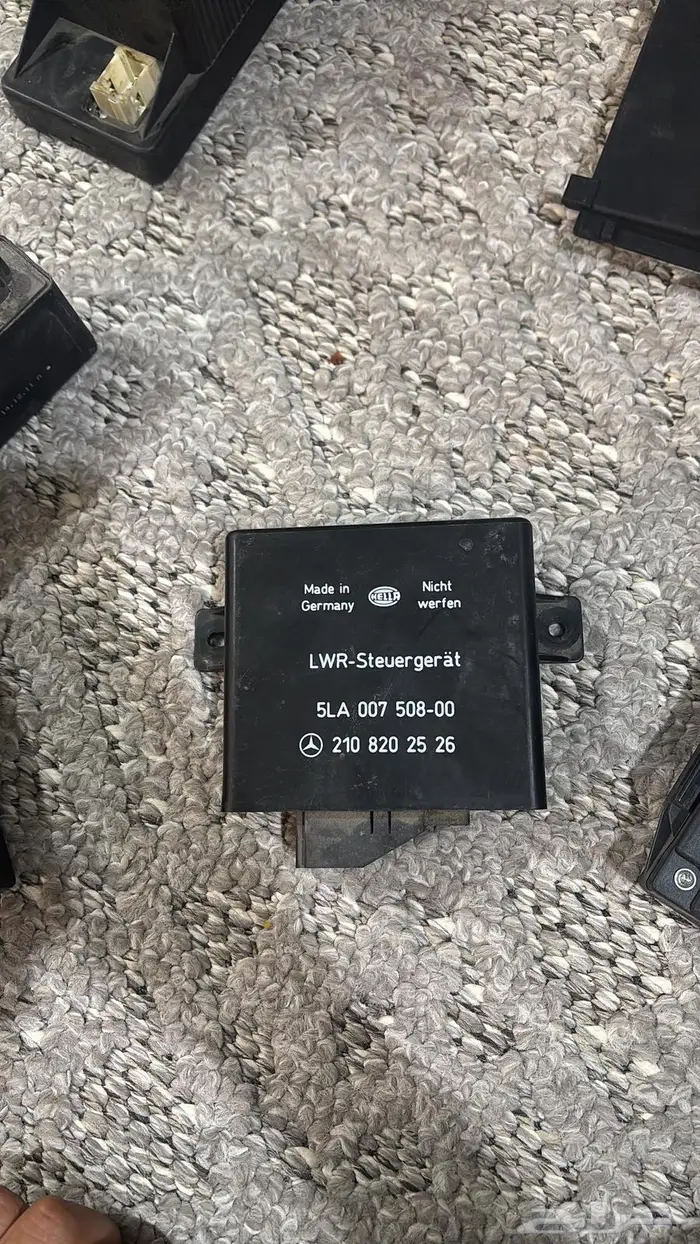 Made in
Germany
HELLA
Nicht
werfen
LWR-Steuergerät
5LA 007 508-00
210 820 25 26